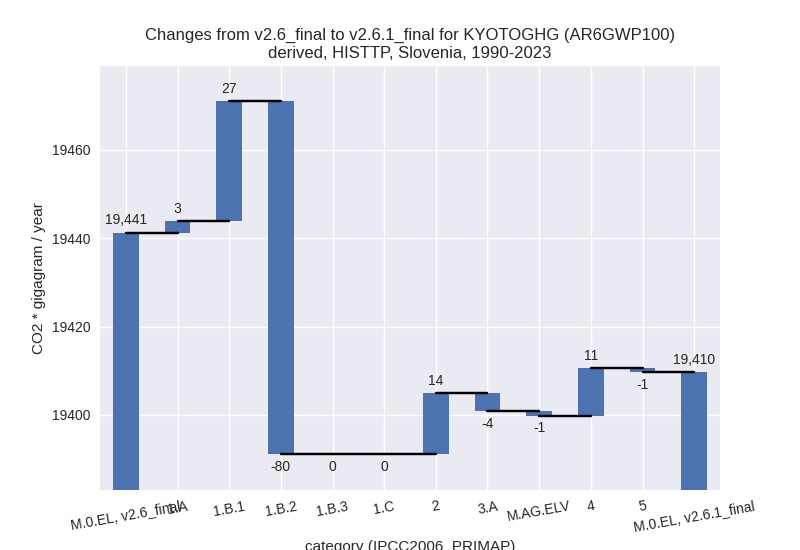 Changes from v2.6_final to v2.6.1_final for KYOTOGHG (AR6GWP100)
derived, HISTTP, Slovenia, 1990-2023
27
19460
3
19,441
19440
CO2 * gigagram / year
19420
19,410
11
14
-1
19400
-4
-1
-80
0
0
M.0.EL, v2.6_final
1.A
1.B.1
1.B.2
1.B.3
1.C
2
3.A
M.AG.ELV
4
5
M.0.EL, v2.6.1_final
category (IPCC2006_PRIMAP)